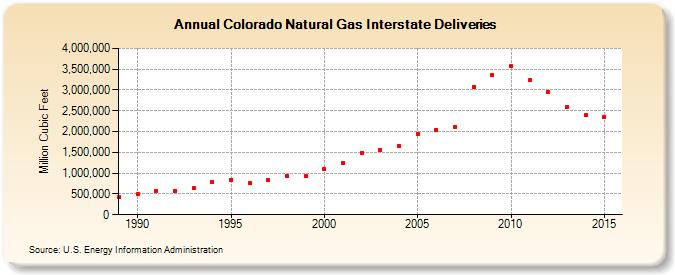 Annual Colorado Natural Gas Interstate Deliveries
Million Cubic Feet
4,000,000
3,500,000
3,000,000
2,500,000
2,000,000
1,500,000
1,000,000
500,000
0
1990 1995 2000 2005 2010 2015
Source: U.S. Energy Information Administration